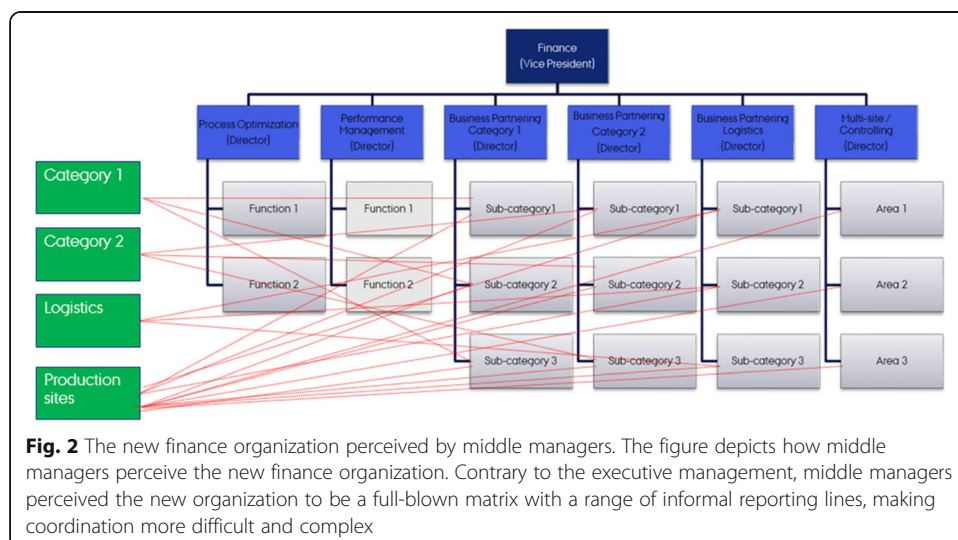 Finance
(Vice President)
Process Optimization
(Director)
Performance
Management
(Director)
Business Partnering
Category 1
(Director)
Business Partnering
Category 2
(Director)
Business Partnering
Logistics
(Director)
Multi-site /
Controlling
(Director)
Category 1
Function 1
Function 1
Sub-category 1
Sub-category 1
Sub-category 1
Area 1
Category 2
Function 2
Function 2
Sub-category 2
Sub-category 2
Sub-category 2
Area 2
Logistics
Sub-category 3
Sub-category 3
Sub-category 3
Area 3
Production
sites
Fig. 2 The new finance organization perceived by middle managers. The figure depicts how middle
managers perceive the new finance organization. Contrary to the executive management, middle managers
perceived the new organization to be a full-blown matrix with a range of informal reporting lines, making
coordination more difficult and complex